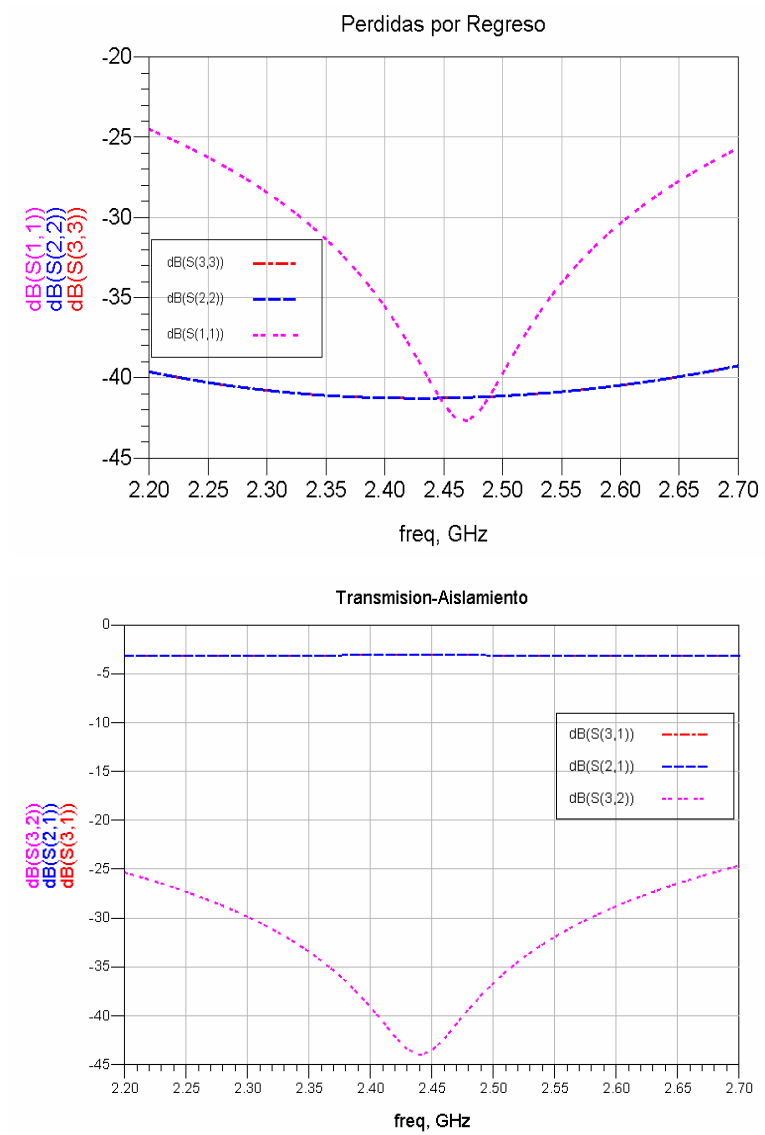 Perdidas por Regreso
-20
-25
-30
-35
-40
-45
dB(S(1,1))
dB(S(2,2))
dB(S(3,3))
dB(S(3,3))
dB(S(2,2))
dB(S(1,1))
2.20 2.25 2.30 2.35 2.40 2.45 2.50 2.55 2.60 2.65 2.70
freq, GHz
Transmision-Aislamiento
0
-5
-10
-15
-20
-25
-30
-35
-40
-45
dB(S(3,2))
dB(S(2,1))
dB(S(3,1))
dB(S(3,1))
dB(S(2,1))
dB(S(3,2))
2.20 2.25 2.30 2.35 2.40 2.45 2.50 2.55 2.60 2.65 2.70
freq, GHz